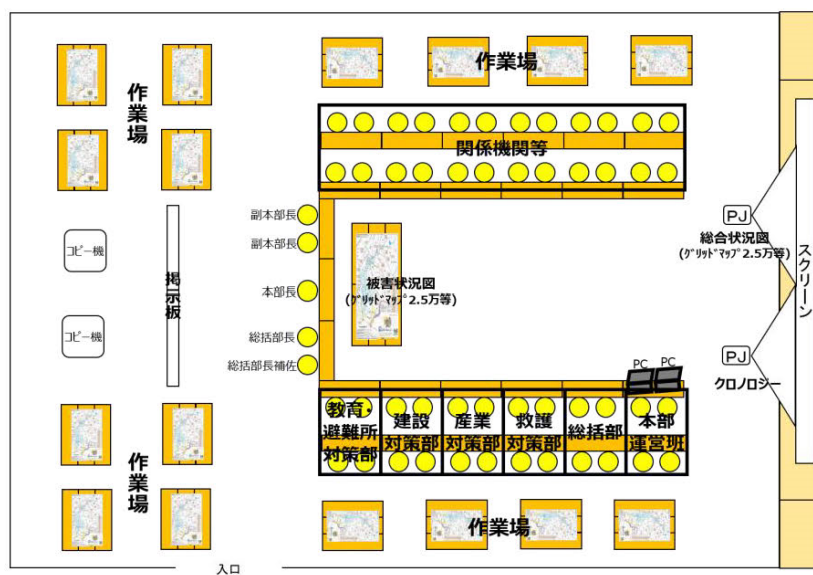 作業場
作業場
関係機関等
副本部長
副本部長
本部長
総括部長
総括部長補佐
被害状況図
(ｸﾞﾘｯﾄﾞﾏｯﾌﾟ2.5万等)
PJ
総合状況図
(ｸﾞﾘｯﾄﾞﾏｯﾌﾟ2.5万等)
スクリーン
PJ
クロノロジー
ｺﾋﾟｰ機
ｺﾋﾟｰ機
掲示板
PC PC
教育・
避難所
対策部
建設
対策部
産業
対策部
救護
対策部
総括部
本部
運営班
作業場
作業場
入口